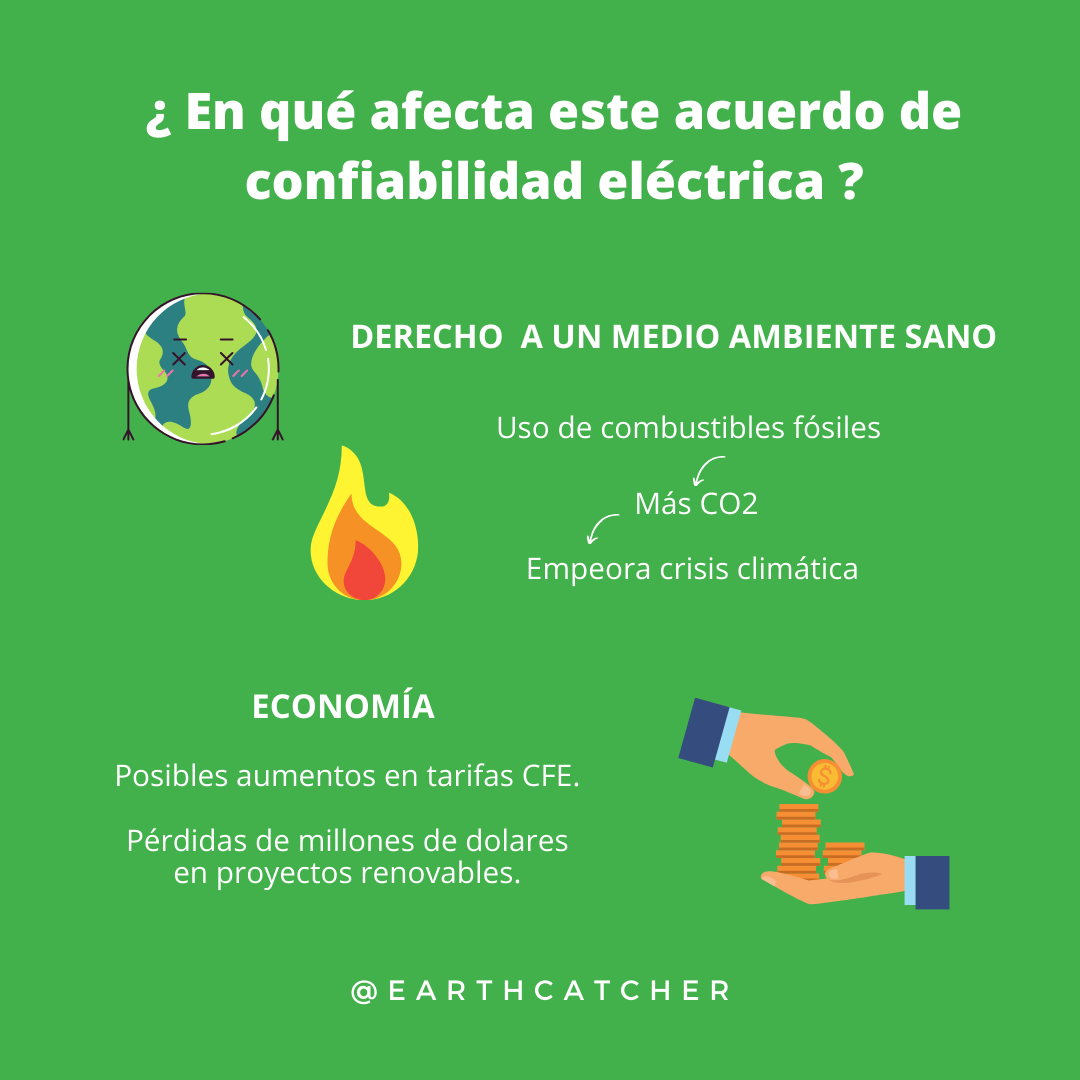 ¿ En qué afecta este acuerdo de
confiabilidad eléctrica ?
DERECHO  A UN MEDIO AMBIENTE SANO
Uso de combustibles fósiles
Más CO2
Empeora crisis climática
ECONOMÍA
Posibles aumentos en tarifas CFE.
Pérdidas de millones de dolares
en proyectos renovables.
$
@EARTHCATCHER